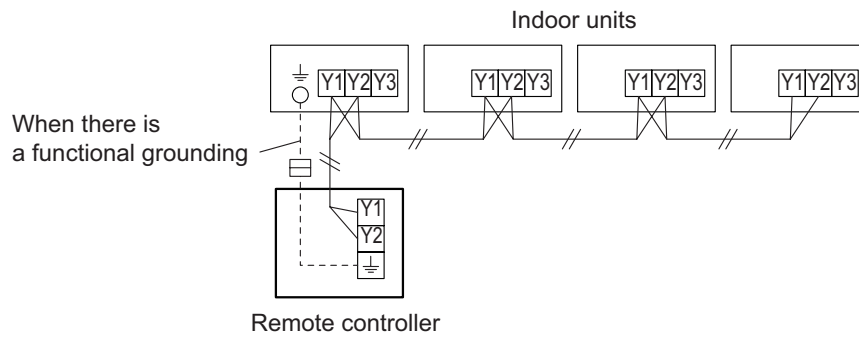 Indoor units
Y1 Y2 Y3 Y1 Y2 Y3 Y1 Y2 Y3 Y1 Y2 Y3
When there is
a functional grounding
Y1
Y2
Remote controller